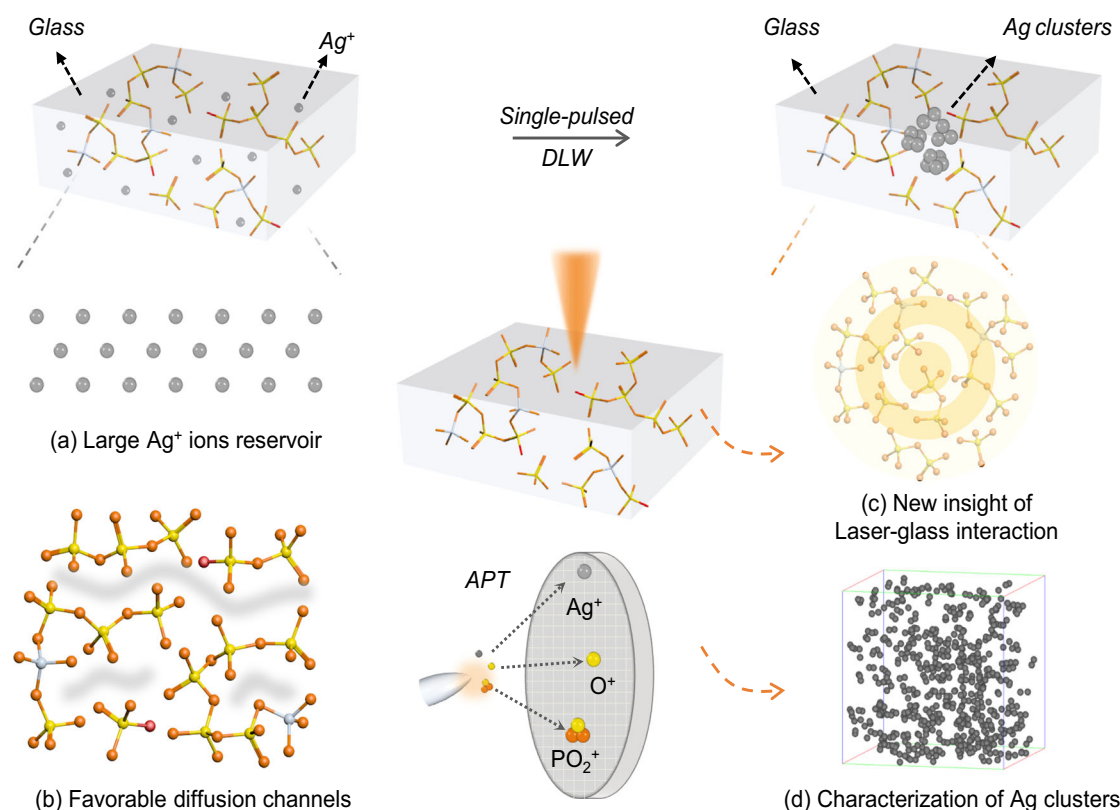 Glass
Ag⁺
Single-pulsed
DLW
Glass
Ag clusters
(a) Large Ag⁺ ions reservoir
(c) New insight of
Laser-glass interaction
APT
Ag⁺
O⁺
PO₂⁺
(b) Favorable diffusion channels
(d) Characterization of Ag clusters